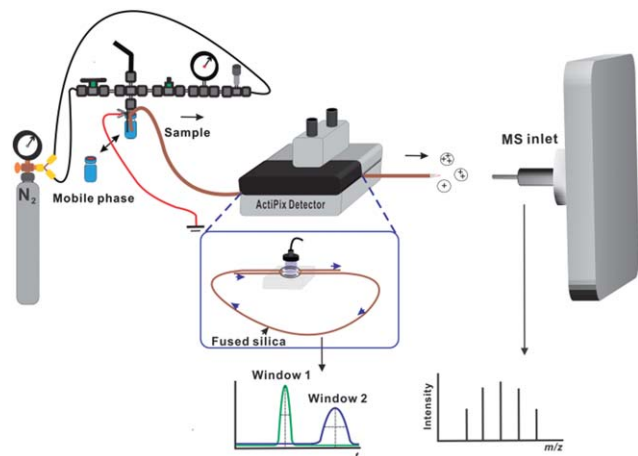 Sample
MS inlet
N2
Mobile phase
ActiPix Detector
Fused silica
Window 1
Window 2
Intensity
t
m/z